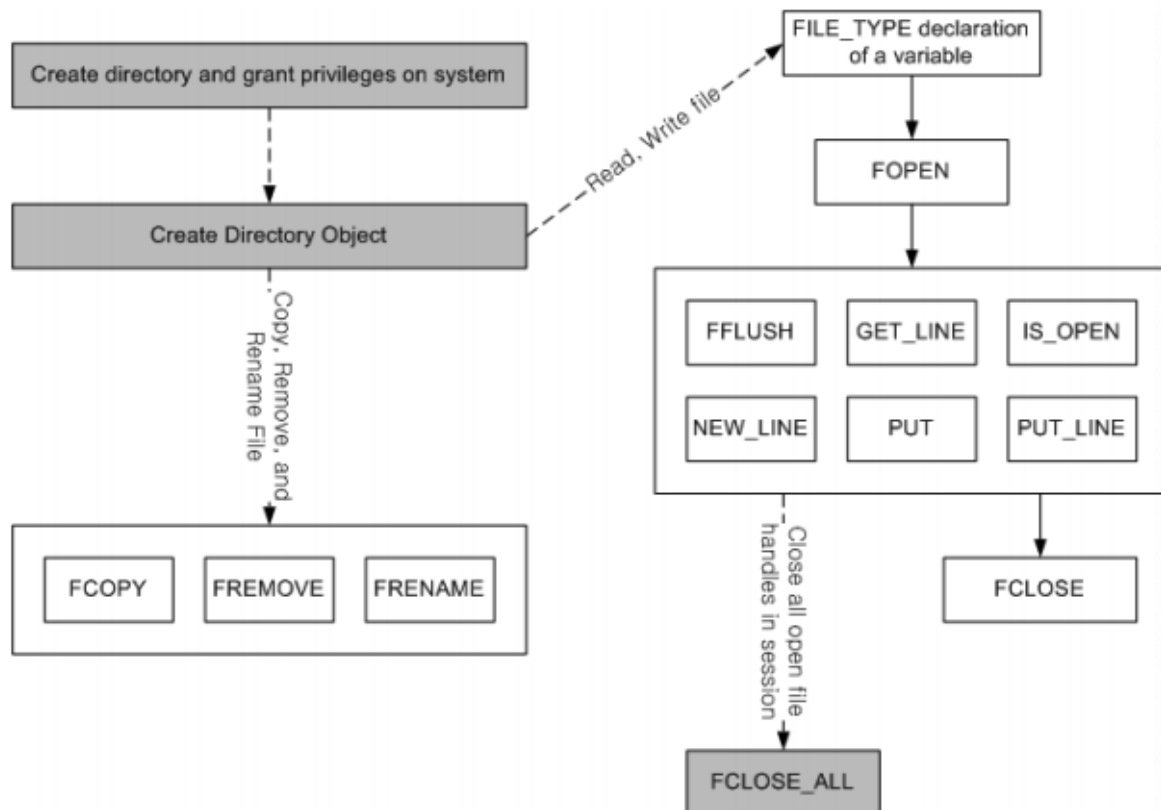 Create directory and grant privileges on system
Create Directory Object
Copy, Remove, and
Rename File
FCOPY
FREMOVE
FRENAME
Read, Write file
FILE_TYPE declaration
of a variable
FOPEN
FFLUSH
GET_LINE
IS_OPEN
NEW_LINE
PUT
PUT_LINE
Close all open file
handles in session
FCLOSE
FCLOSE_ALL